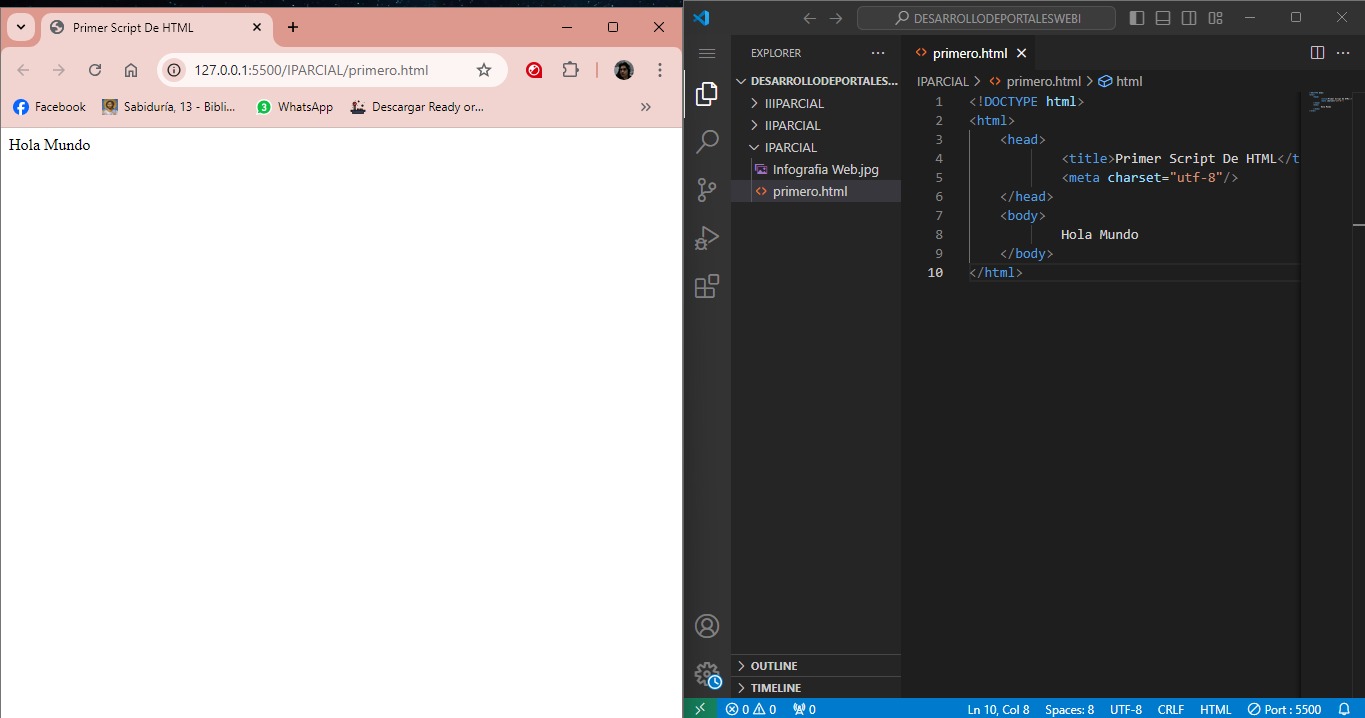 Primer Script De HTML
127.0.0.1:5500/IPARCIAL/primero.html
Facebook
Sabiduría, 13 - Bibli...
3
WhatsApp
Descargar Ready or...
Hola Mundo
DESARROLLODEPORTALESWEBI
EXPLORER
DESARROLLODEPORTALES...
IIIPARCIAL
IIPARCIAL
IPARCIAL
Infografia Web.jpg
primero.html
OUTLINE
TIMELINE
primero.html
IPARCIAL > primero.html > html
1 <!DOCTYPE html>
2 <html>
3 <head>
4 <title>Primer Script De HTML</t
5 <meta charset="utf-8"/>
6 </head>
7 <body>
8 Hola Mundo
9 </body>
10 </html>
0 0 0 Ln 10, Col 8 Spaces: 8 UTF-8 CRLF HTML Port : 5500